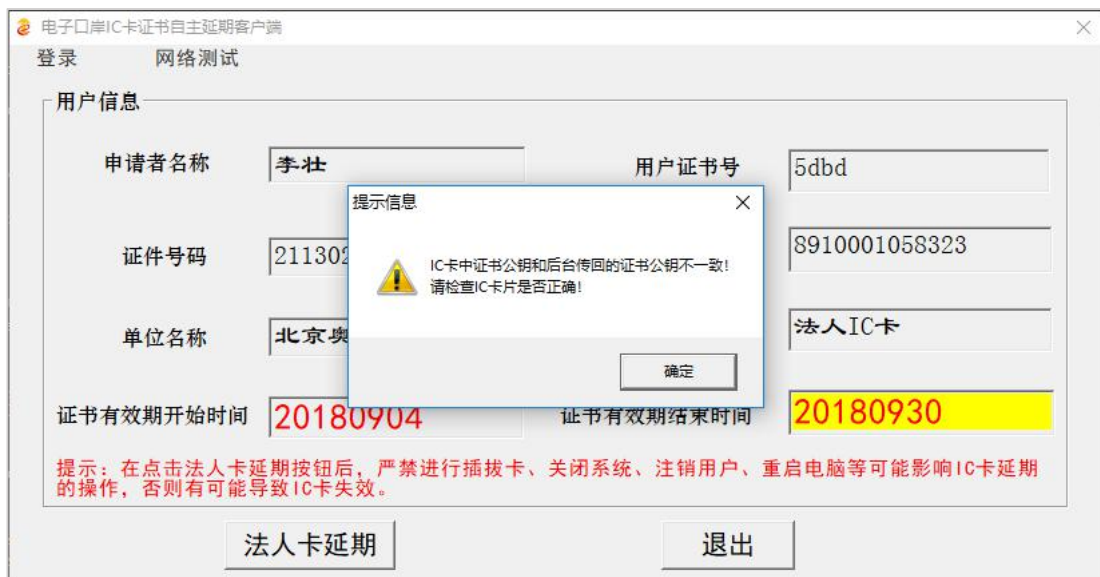 电子口岸IC卡证书自主延期客户端
登录 网络测试
用户信息
申请者名称 李壮 用户证书号 5dbd
提示信息
IC卡中证书公钥和后台传回的证书公钥不一致!
请检查IC卡片是否正确!
确定
证件号码 211302 8910001058323
单位名称 北京奥 法人IC卡
证书有效期开始时间 20180904 证书有效期结束时间 20180930
提示：在点击法人卡延期按钮后，严禁进行插拔卡、关闭系统、注销用户、重启电脑等可能影响IC卡延期
的操作，否则有可能导致IC卡失效。
法人卡延期 退出